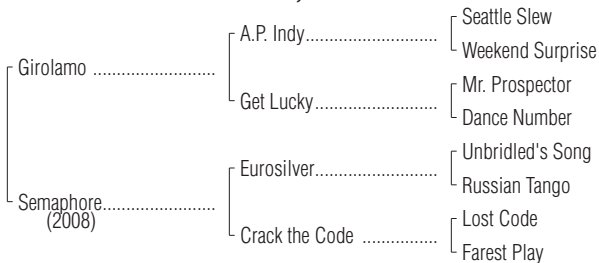 Seattle Slew
A.P. Indy..............................
Weekend Surprise
Girolamo ............................
Mr. Prospector
Get Lucky............................
Dance Number
Unbridled's Song
Eurosilver............................
Russian Tango
Semaphore..........................
(2008)
Lost Code
Crack the Code .................
Farest Play